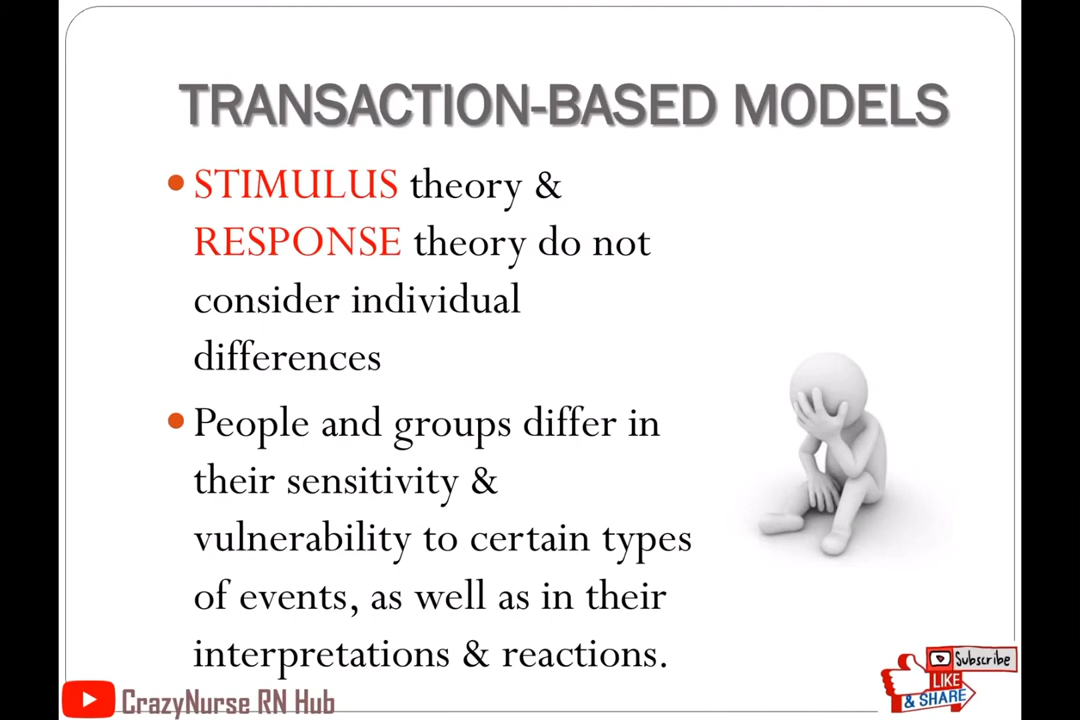 TRANSACTION-BASED MODELS
• STIMULUS theory &
RESPONSE theory do not
consider individual
differences
• People and groups differ in
their sensitivity &
vulnerability to certain types
of events, as well as in their
interpretations & reactions.
Subscribe
LIKE
& SHARE
CrazyNurse RN Hub